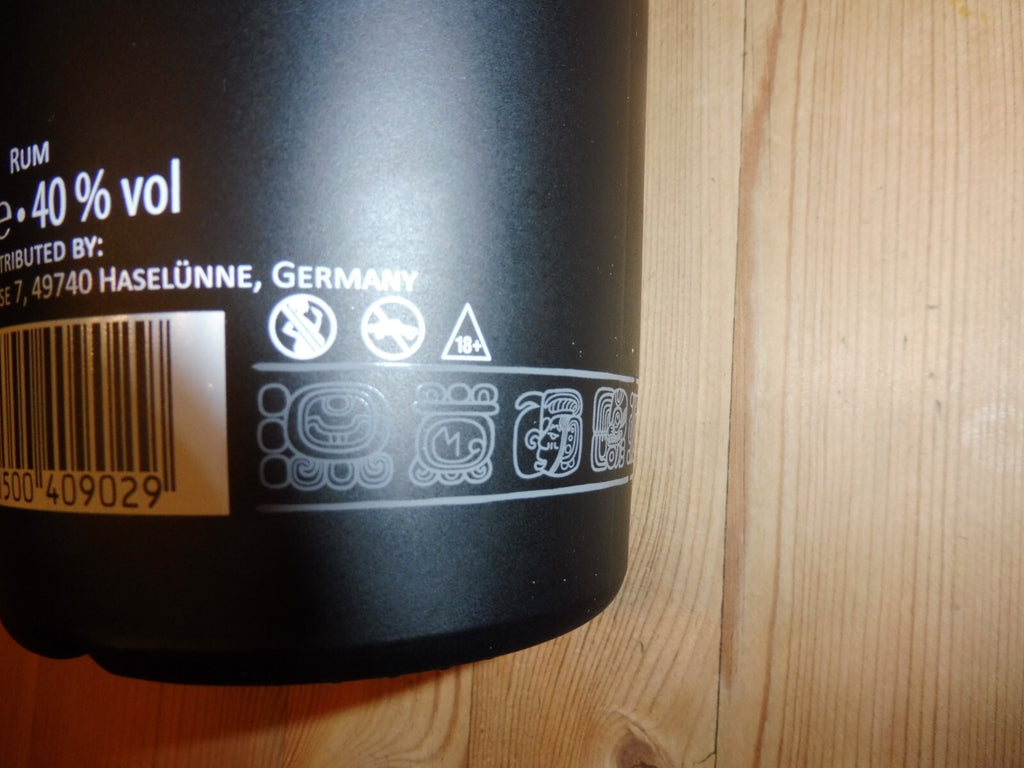 RUM
e • 40 % vol
TRIBUTED BY:
SE 7, 49740 HASELÜNNE, GERMANY
18+
500 409029